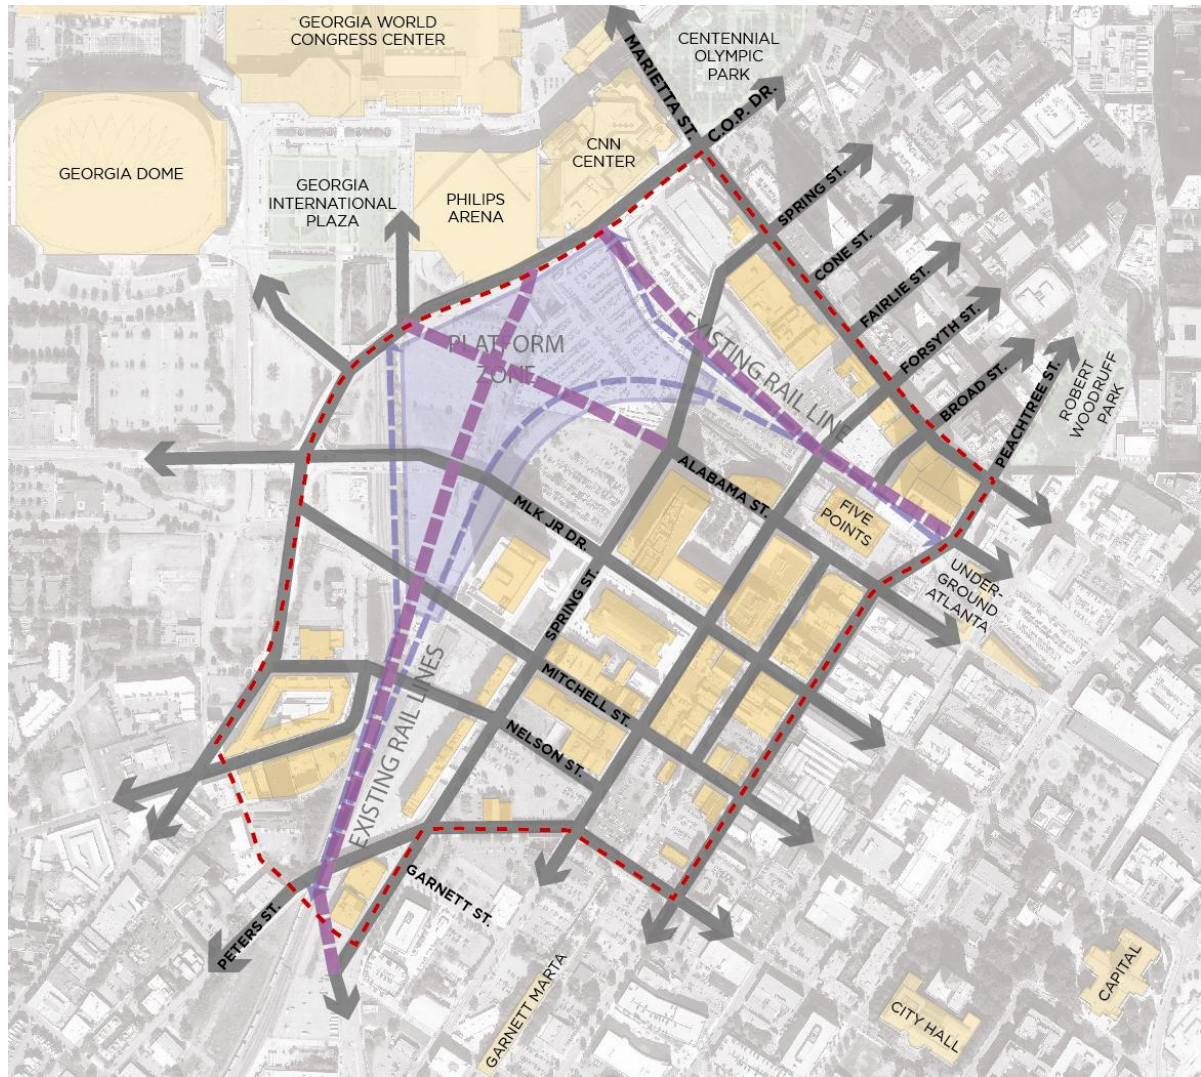 GEORGIA WORLD
CONGRESS CENTER
CENTENNIAL
OLYMPIC
PARK
MARIETTA ST.
C.O.P. DR.
CNN
CENTER
GEORGIA DOME
GEORGIA
INTERNATIONAL
PLAZA
PHILIPS
ARENA
SPRING ST.
CONE ST.
FAIRLIE ST.
FORSYTH ST.
BROAD ST.
PEACHTREE ST.
ROBERT
WOODRUFF
PARK
PLATFORM
ZONE
EXISTING RAIL LINE
ALABAMA ST.
FIVE
POINTS
MLK JR DR.
UNDER-
GROUND
ATLANTA
SPRING ST.
MITCHELL ST.
NELSON ST.
EXISTING RAIL LINES
GARNETT ST.
PETERS ST.
GARNETT MARTA
CITY HALL
CAPITAL